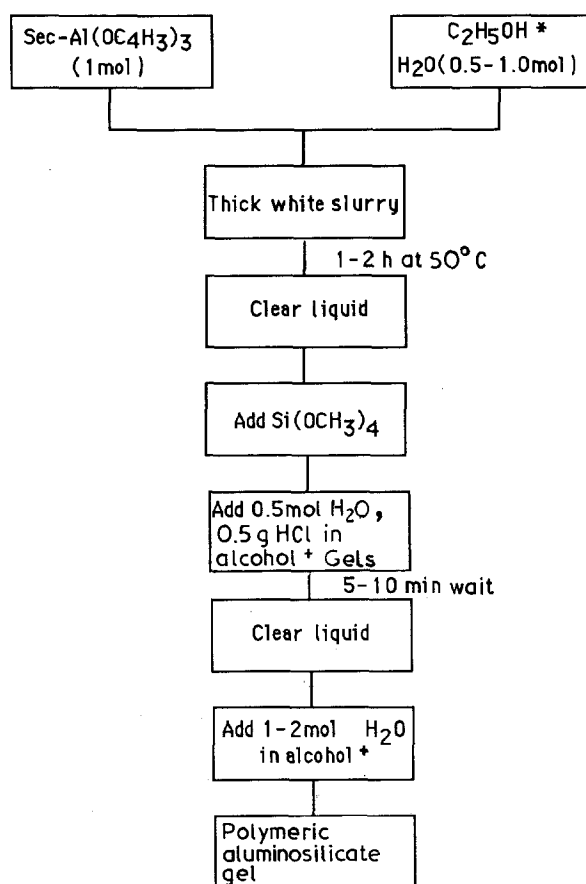 Sec-Al(OC4H3)3
(1mol)
C2H5OH *
H2O(0.5-1.0mol)
Thick white slurry
1-2 h at 50°C
Clear liquid
Add Si(OCH3)4
Add 0.5mol H2O,
0.5 g HCl in
alcohol + Gels
5-10 min wait
Clear liquid
Add 1-2mol H2O
in alcohol +
Polymeric
aluminosilicate
gel